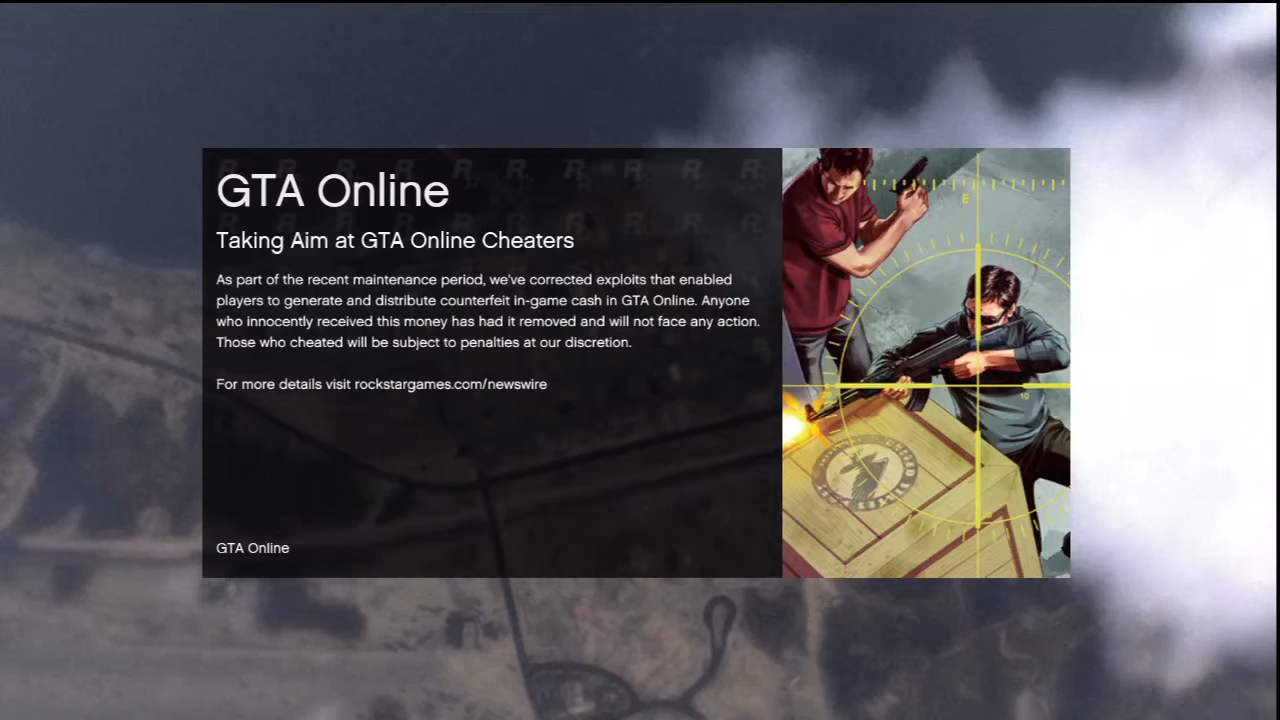 GTA Online
Taking Aim at GTA Online Cheaters
As part of the recent maintenance period, we've corrected exploits that enabled
players to generate and distribute counterfeit in-game cash in GTA Online. Anyone
who innocently received this money has had it removed and will not face any action.
Those who cheated will be subject to penalties at our discretion.
For more details visit rockstargames.com/newswire
GTA Online
E
10